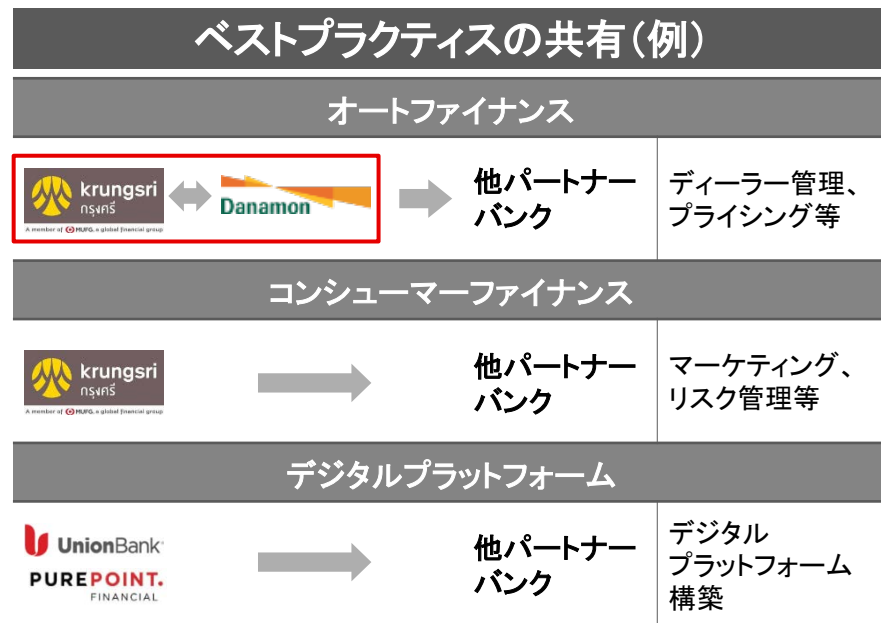 ベストプラクティスの共有(例)
オートファイナンス
krungsri
กรุงศรี
A member of MUFG, a global financial group
Danamon
他パートナー
バンク
ディーラー管理、
プライシング等
コンシューマーファイナンス
krungsri
กรุงศรี
A member of MUFG, a global financial group
他パートナー
バンク
マーケティング、
リスク管理等
デジタルプラットフォーム
UnionBank
PUREPOINT.
FINANCIAL
他パートナー
バンク
デジタル
プラットフォーム
構築